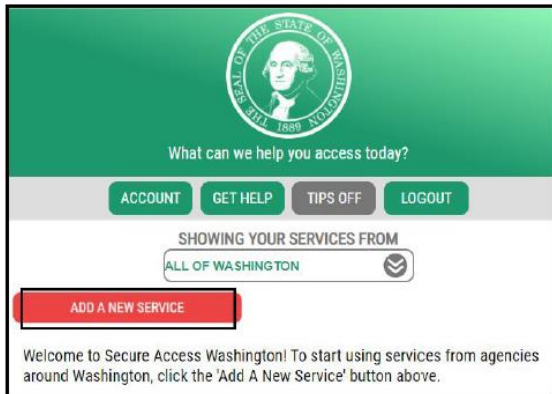 THE SEAL OF THE STATE OF WASHINGTON
1889
What can we help you access today?
ACCOUNT GET HELP TIPS OFF LOGOUT
SHOWING YOUR SERVICES FROM
ALL OF WASHINGTON
ADD A NEW SERVICE
Welcome to Secure Access Washington! To start using services from agencies
around Washington, click the 'Add A New Service' button above.